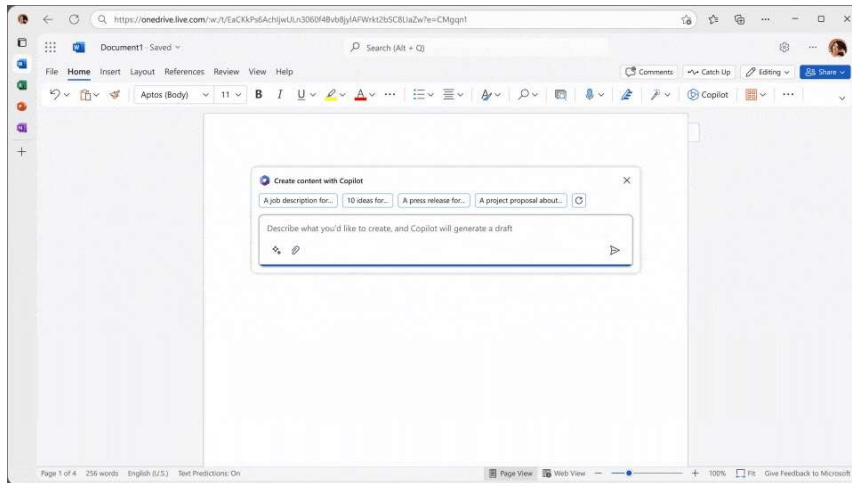 https://onedrive.live.com/:w:/t/EaCKkPs6AchIjwULn3060f4Bvb8jylAFWrkt2bSC8LlaZw?e=CMgqn1
Document1 - Saved
Search (Alt + Q)
File Home Insert Layout References Review View Help
Comments Catch Up Editing Share
Aptos (Body) 11 B I U A Copilot
Create content with Copilot
A job description for... 10 ideas for... A press release for... A project proposal about...
Describe what you'd like to create, and Copilot will generate a draft
Page 1 of 4 256 words English (U.S.) Text Predictions: On Page View Web View 100% Fit Give Feedback to Microsoft